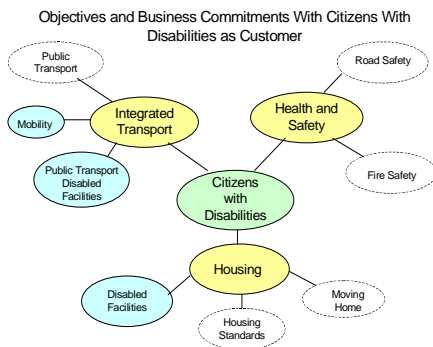 Objectives and Business Commitments With Citizens With
Disabilities as Customer
Public
Transport
Road Safety
Integrated
Transport
Health and
Safety
Mobility
Public Transport
Disabled
Facilities
Fire Safety
Citizens
with
Disabilities
Housing
Disabled
Facilities
Moving
Home
Housing
Standards